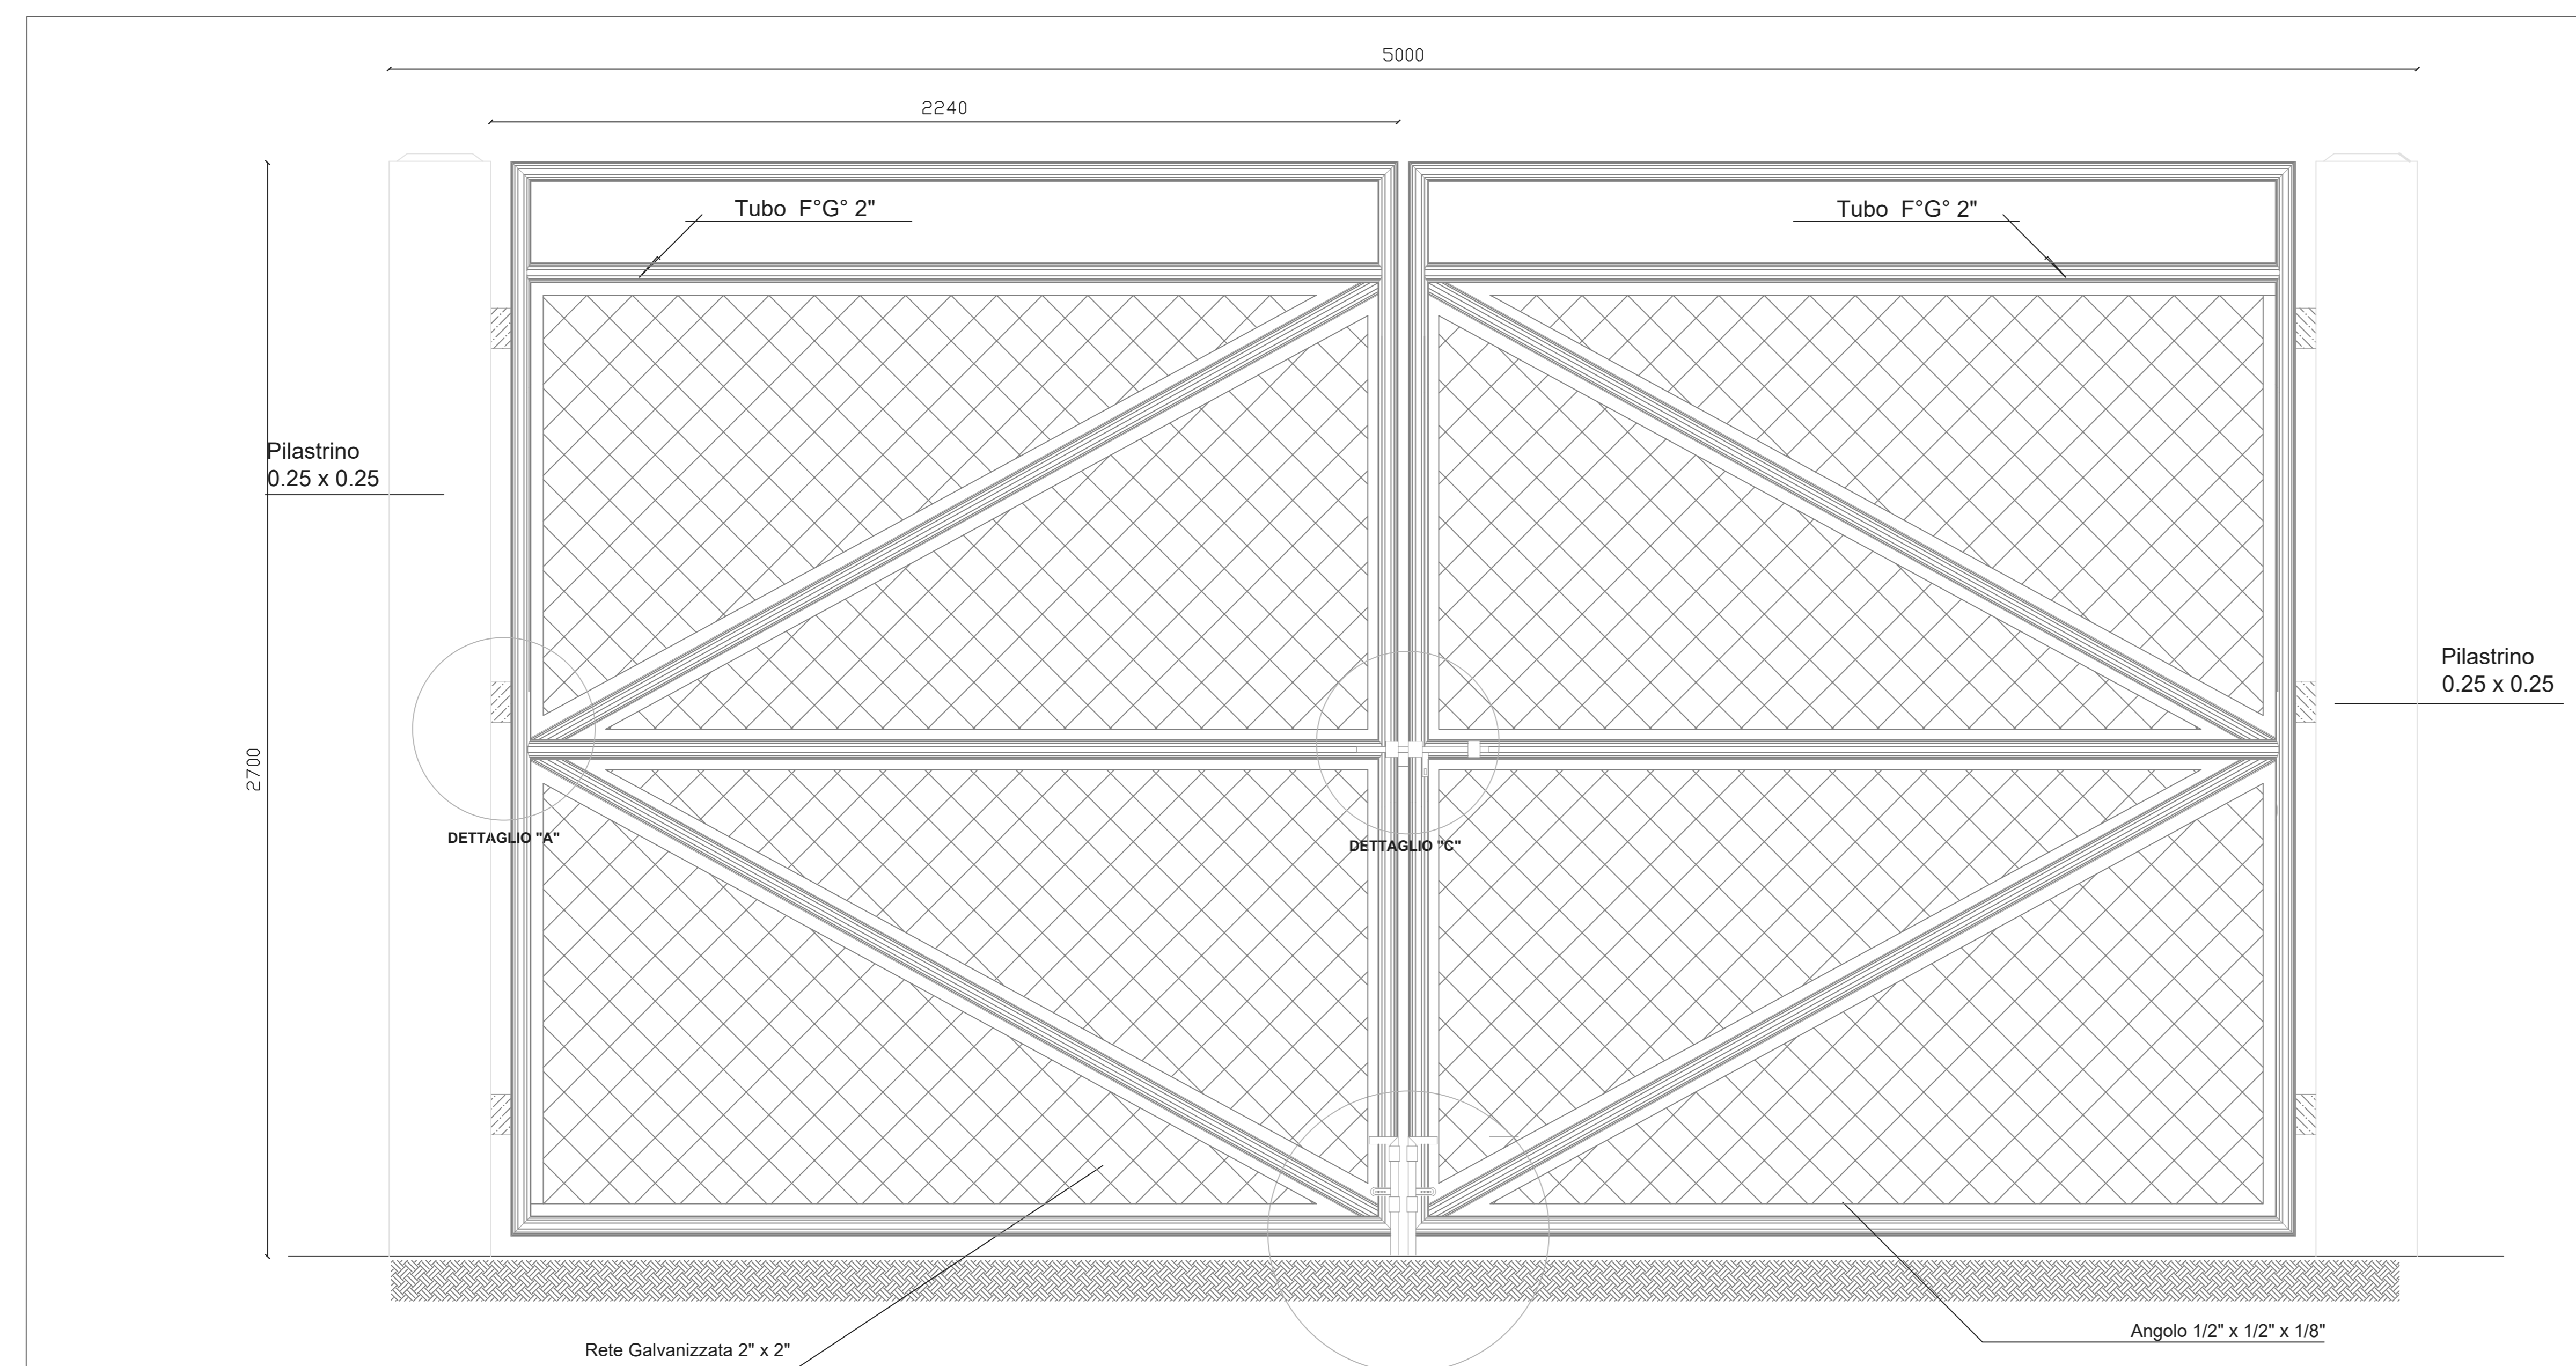 5000
2240
Tubo F°G° 2"
Tubo F°G° 2"
Pilastrino
0.25 x 0.25
Pilastrino
0.25 x 0.25
2700
DETTAGLIO "A"
DETTAGLIO "C"
Angolo 1/2" x 1/2" x 1/8"
Rete Galvanizzata 2" x 2"